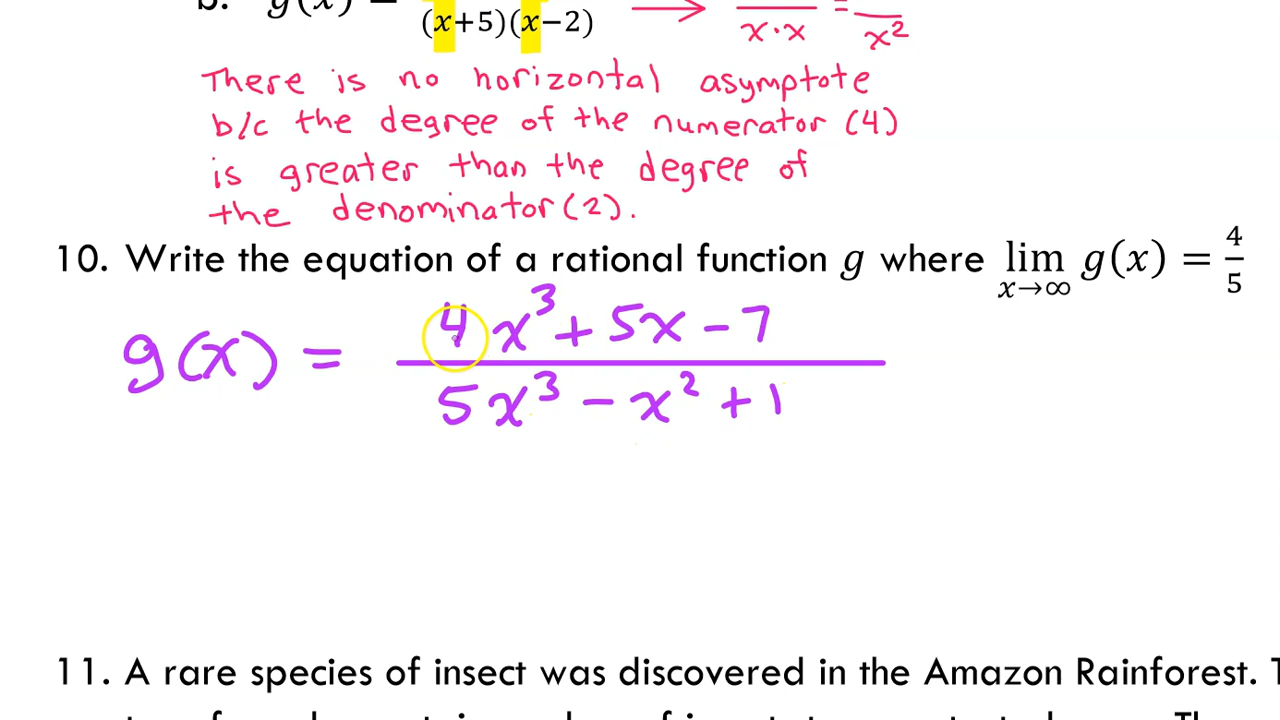 (x+5)(x−2) → x·x = x²
There is no horizontal asymptote
b/c the degree of the numerator (4)
is greater than the degree of
the denominator (2).
10. Write the equation of a rational function g where lim x→∞ g(x) = 4/5
g(x) = (4x³ + 5x − 7)/(5x³ − x² + 1)
11. A rare species of insect was discovered in the Amazon Rainforest.